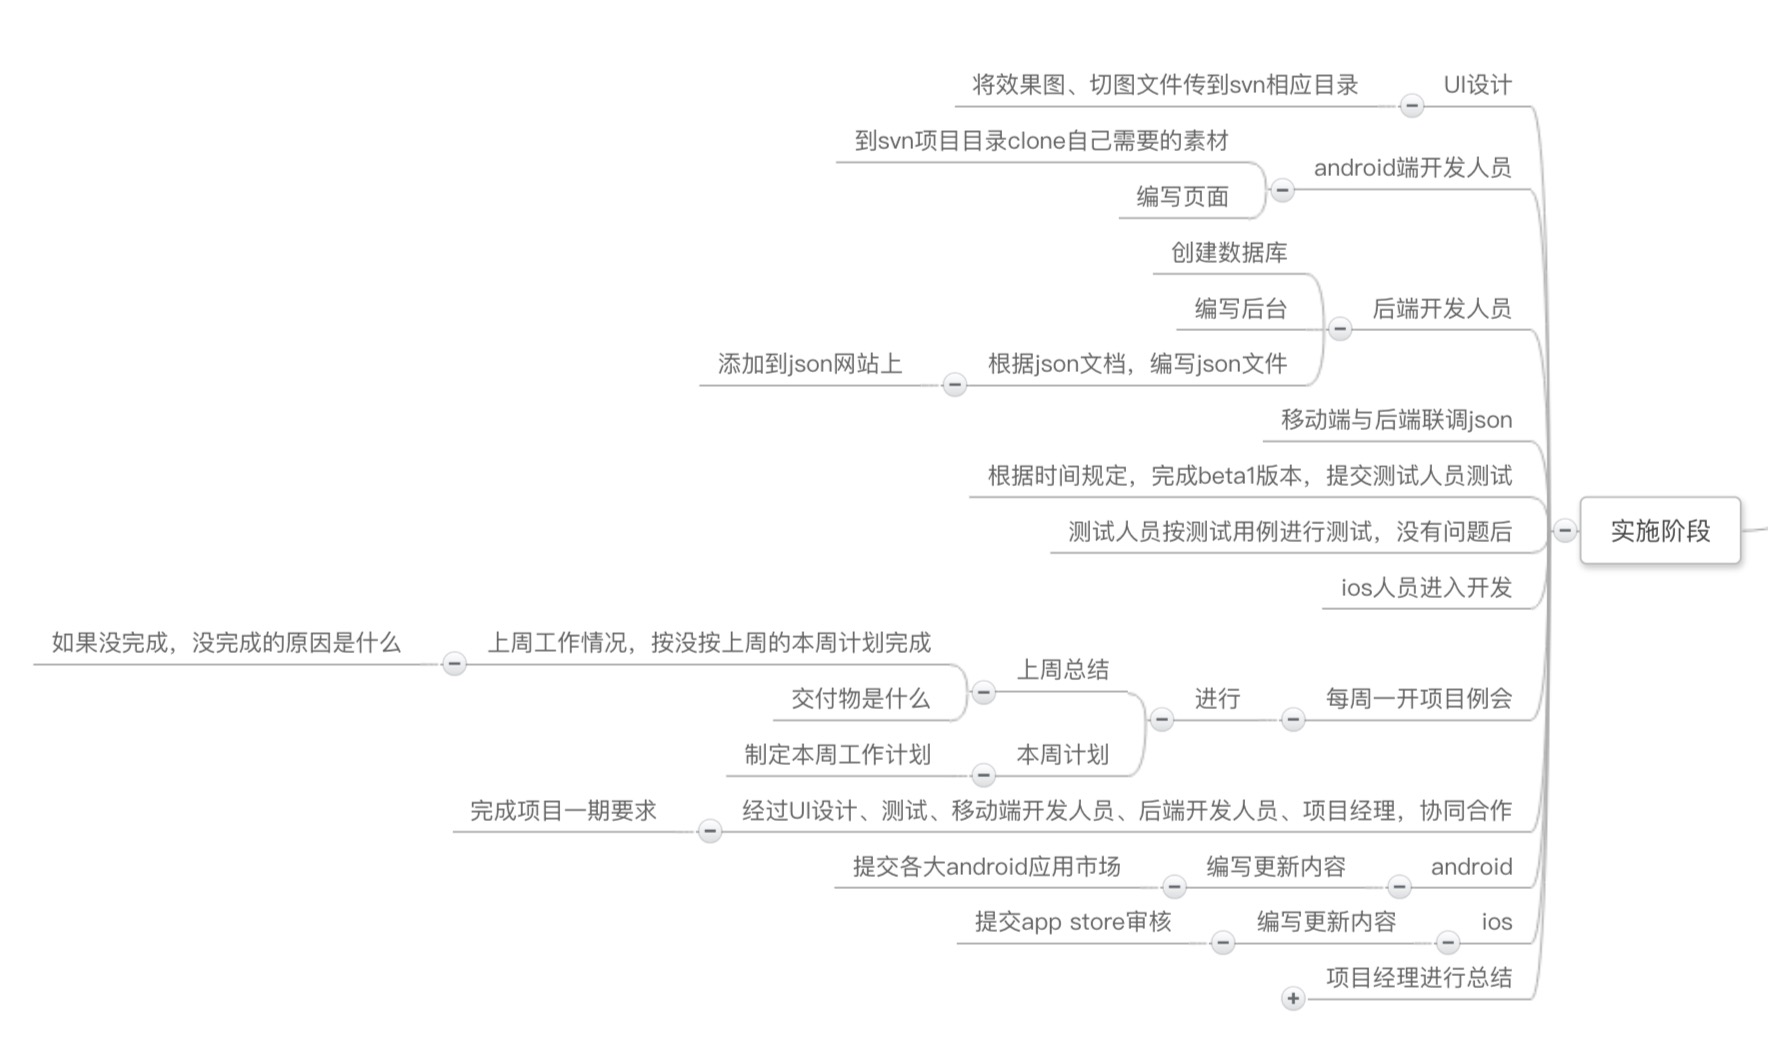 将效果图、切图文件传到svn相应目录
UI设计
到svn项目目录clone自己需要的素材
android端开发人员
编写页面
创建数据库
编写后台
后端开发人员
添加到json网站上
根据json文档，编写json文件
移动端与后端联调json
根据时间规定，完成beta1版本，提交测试人员测试
测试人员按测试用例进行测试，没有问题后
实施阶段
ios人员进入开发
如果没完成，没完成的原因是什么
上周工作情况，按没按上周的本周计划完成
上周总结
交付物是什么
进行
每周一开项目例会
制定本周工作计划
本周计划
完成项目一期要求
经过UI设计、测试、移动端开发人员、后端开发人员、项目经理，协同合作
提交各大android应用市场
编写更新内容
android
提交app store审核
编写更新内容
ios
项目经理进行总结